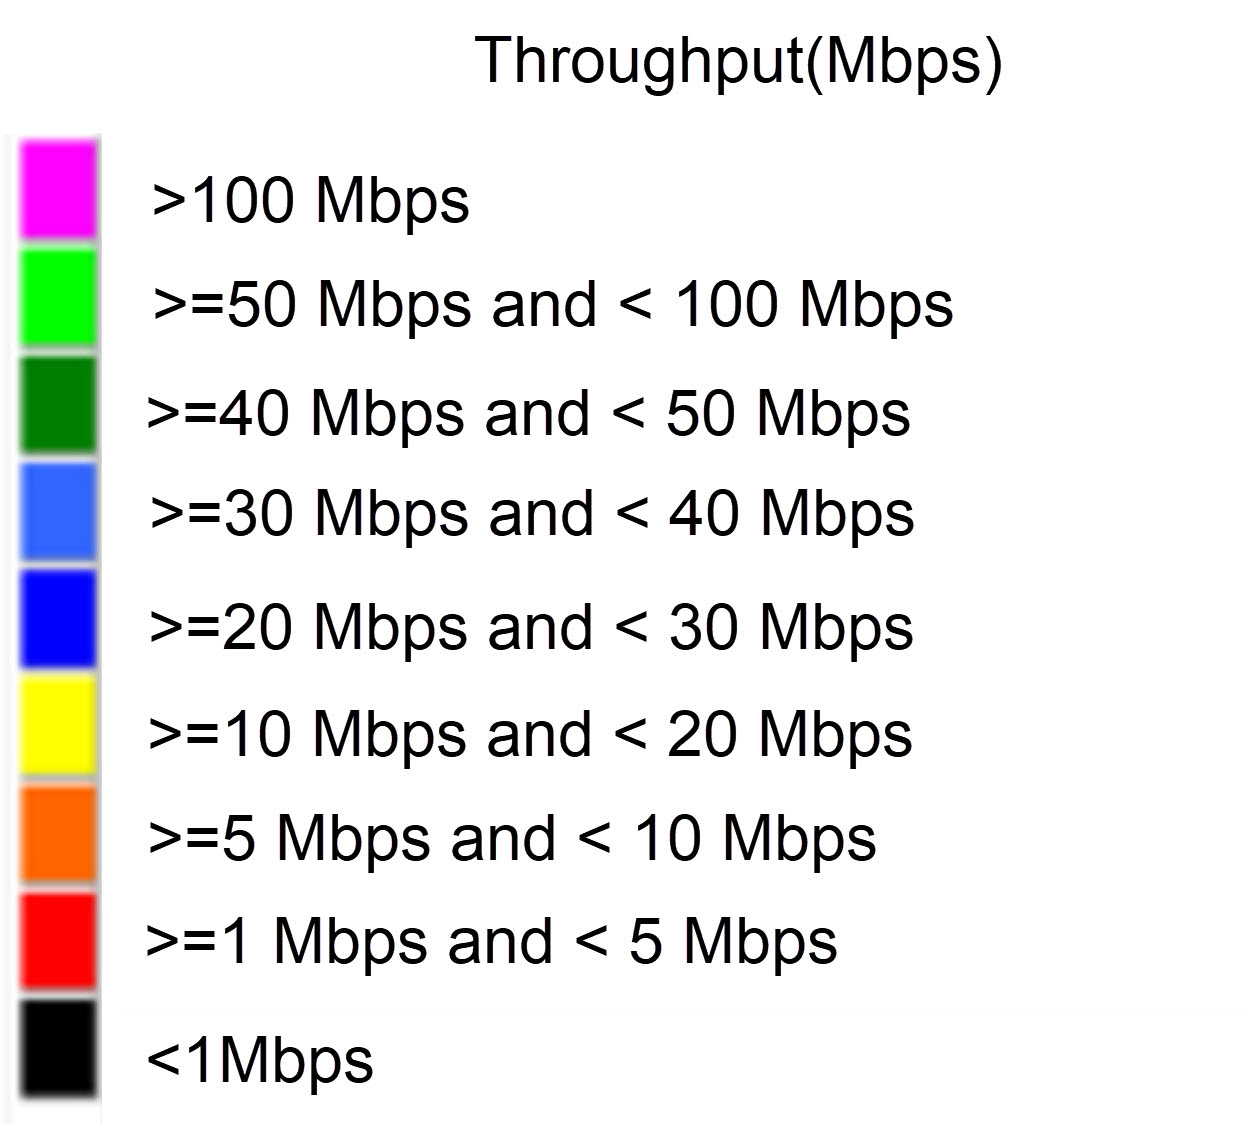 Throughput(Mbps)
>100 Mbps
>=50 Mbps and < 100 Mbps
>=40 Mbps and < 50 Mbps
>=30 Mbps and < 40 Mbps
>=20 Mbps and < 30 Mbps
>=10 Mbps and < 20 Mbps
>=5 Mbps and < 10 Mbps
>=1 Mbps and < 5 Mbps
<1Mbps